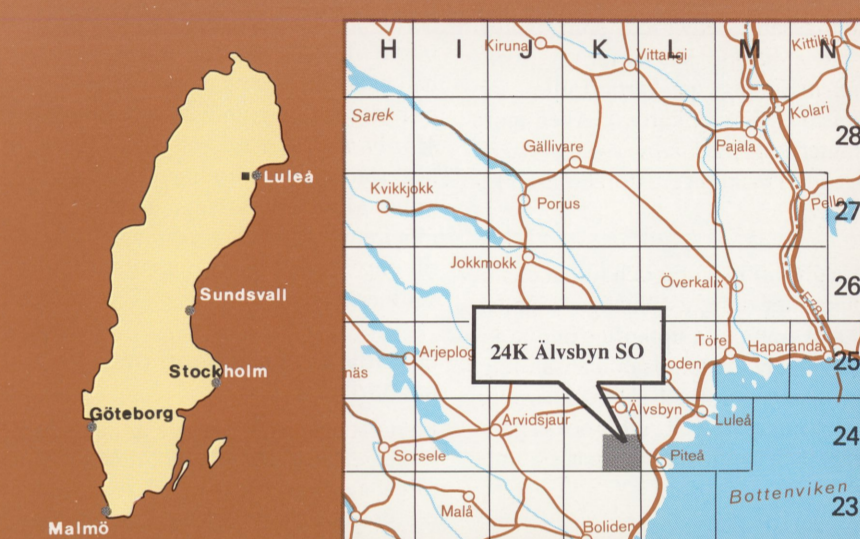 H I J K L M N
Kiruna
Vittangi
Kittilä
Sarek
Kolari
28
Gällivare
Pajala
Kvikkjokk
Porjus
Pello
27
Luleå
Jokkmokk
Överkalix
26
Sundsvall
E78
24K Älvsbyn SO
Töre
Haparanda
25
Arjeplog
oden
näs
Stockholm
Göteborg
Arvidsjaur
Älvsbyn
Luleå
24
Sorsele
Piteå
Bottenviken
23
Malå
Boliden
Malmö